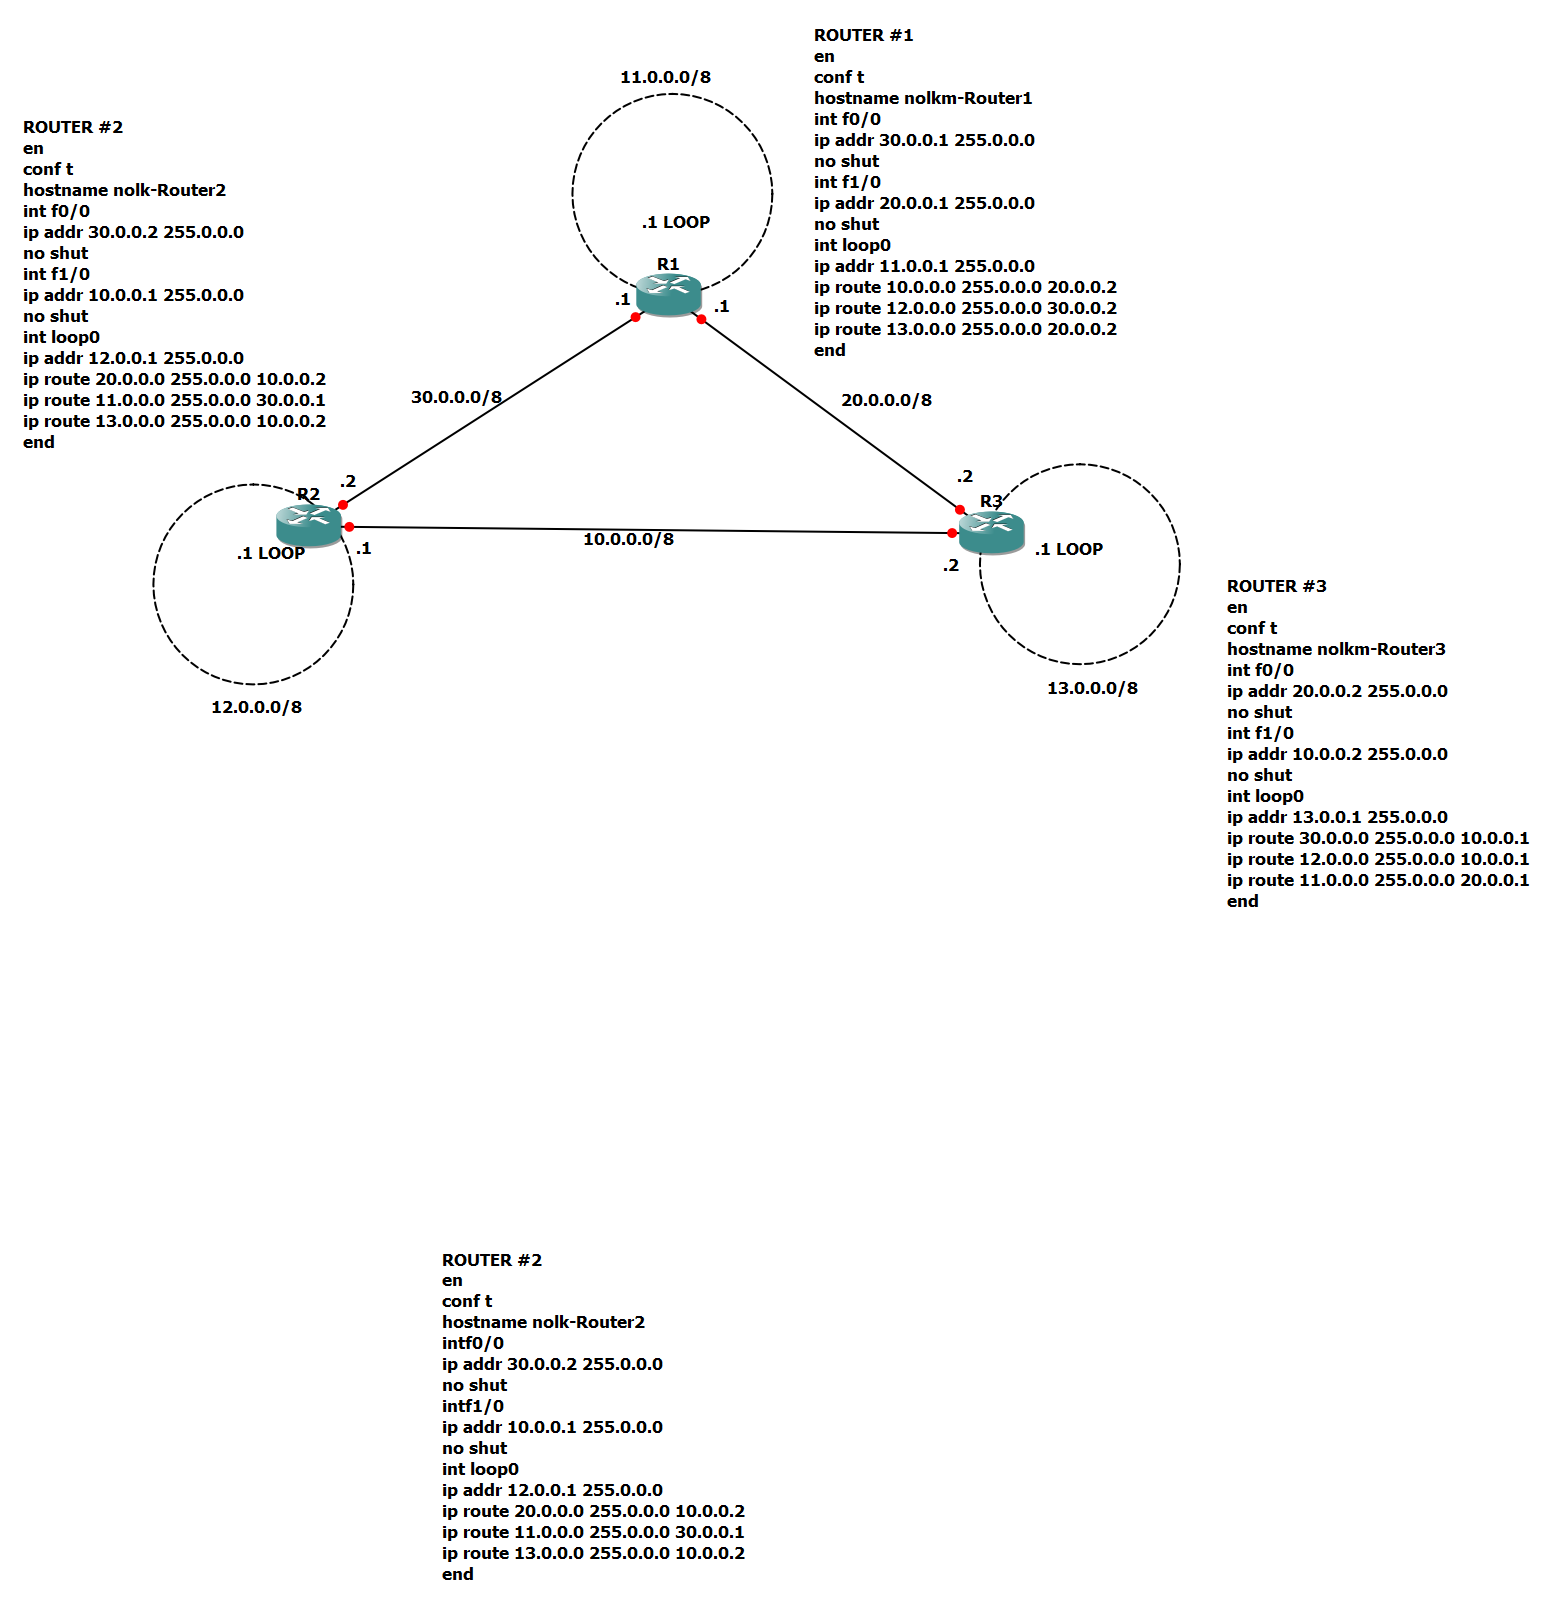 ROUTER #1
en
conf t
hostname nolkm-Router1
int f0/0
ip addr 30.0.0.1 255.0.0.0
no shut
int f1/0
ip addr 20.0.0.1 255.0.0.0
no shut
int loop0
ip addr 11.0.0.1 255.0.0.0
ip route 10.0.0.0 255.0.0.0 20.0.0.2
ip route 12.0.0.0 255.0.0.0 30.0.0.2
ip route 13.0.0.0 255.0.0.0 20.0.0.2
end
11.0.0.0/8
.1 LOOP
R1
.1
.1
ROUTER #2
en
conf t
hostname nolk-Router2
int f0/0
ip addr 30.0.0.2 255.0.0.0
no shut
int f1/0
ip addr 10.0.0.1 255.0.0.0
no shut
int loop0
ip addr 12.0.0.1 255.0.0.0
ip route 20.0.0.0 255.0.0.0 10.0.0.2
ip route 11.0.0.0 255.0.0.0 30.0.0.1
ip route 13.0.0.0 255.0.0.0 10.0.0.2
end
30.0.0.0/8
20.0.0.0/8
.2
R2
.1 LOOP
.1
10.0.0.0/8
.2
R3
.1 LOOP
.2
12.0.0.0/8
13.0.0.0/8
ROUTER #3
en
conf t
hostname nolkm-Router3
int f0/0
ip addr 20.0.0.2 255.0.0.0
no shut
int f1/0
ip addr 10.0.0.2 255.0.0.0
no shut
int loop0
ip addr 13.0.0.1 255.0.0.0
ip route 30.0.0.0 255.0.0.0 10.0.0.1
ip route 12.0.0.0 255.0.0.0 10.0.0.1
ip route 11.0.0.0 255.0.0.0 20.0.0.1
end
ROUTER #2
en
conf t
hostname nolk-Router2
intf0/0
ip addr 30.0.0.2 255.0.0.0
no shut
intf1/0
ip addr 10.0.0.1 255.0.0.0
no shut
int loop0
ip addr 12.0.0.1 255.0.0.0
ip route 20.0.0.0 255.0.0.0 10.0.0.2
ip route 11.0.0.0 255.0.0.0 30.0.0.1
ip route 13.0.0.0 255.0.0.0 10.0.0.2
end